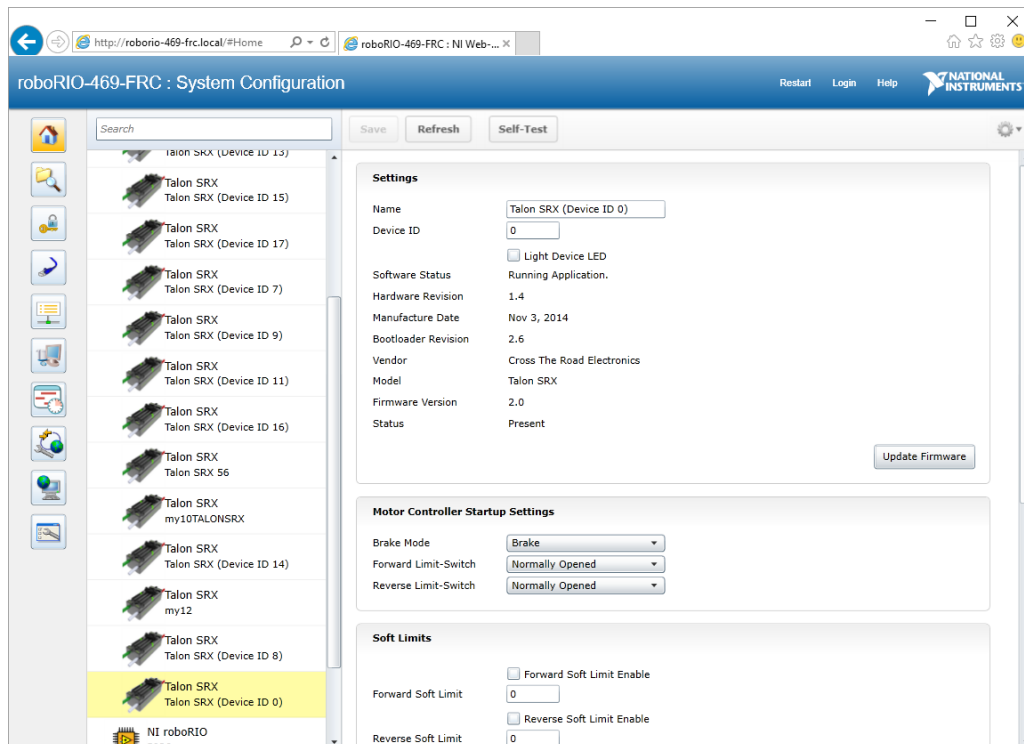 http://roborio-469-frc.local/#Home
roboRIO-469-FRC : NI Web-...
roboRIO-469-FRC : System Configuration
Restart Login Help
NATIONAL INSTRUMENTS
Search
Save Refresh Self-Test
Talon SRX (Device ID 13)
Talon SRX
Talon SRX (Device ID 15)
Talon SRX
Talon SRX (Device ID 17)
Talon SRX
Talon SRX (Device ID 7)
Talon SRX
Talon SRX (Device ID 9)
Talon SRX
Talon SRX (Device ID 11)
Talon SRX
Talon SRX (Device ID 16)
Talon SRX
Talon SRX 56
Talon SRX
my10TALONSRX
Talon SRX
Talon SRX (Device ID 14)
Talon SRX
my12
Talon SRX
Talon SRX (Device ID 8)
Talon SRX
Talon SRX (Device ID 0)
NI roboRIO
Settings
Name Talon SRX (Device ID 0)
Device ID 0
Light Device LED
Software Status Running Application.
Hardware Revision 1.4
Manufacture Date Nov 3, 2014
Bootloader Revision 2.6
Vendor Cross The Road Electronics
Model Talon SRX
Firmware Version 2.0
Status Present
Update Firmware
Motor Controller Startup Settings
Brake Mode Brake
Forward Limit-Switch Normally Opened
Reverse Limit-Switch Normally Opened
Soft Limits
Forward Soft Limit Enable
Forward Soft Limit 0
Reverse Soft Limit Enable
Reverse Soft Limit 0